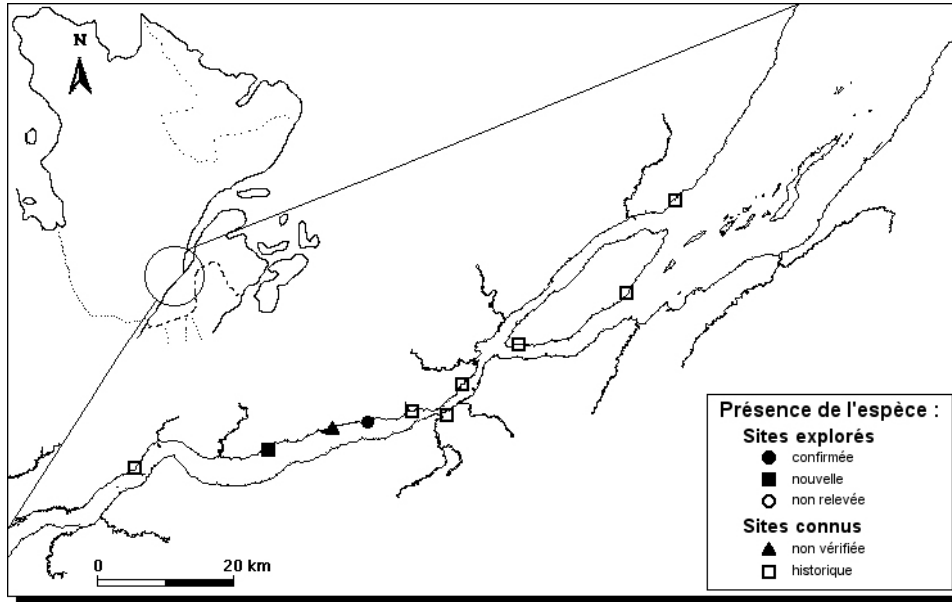 N
0 20 km
Présence de l'espèce :
Sites explorés
confirmée
nouvelle
non relevée
Sites connus
non vérifiée
historique